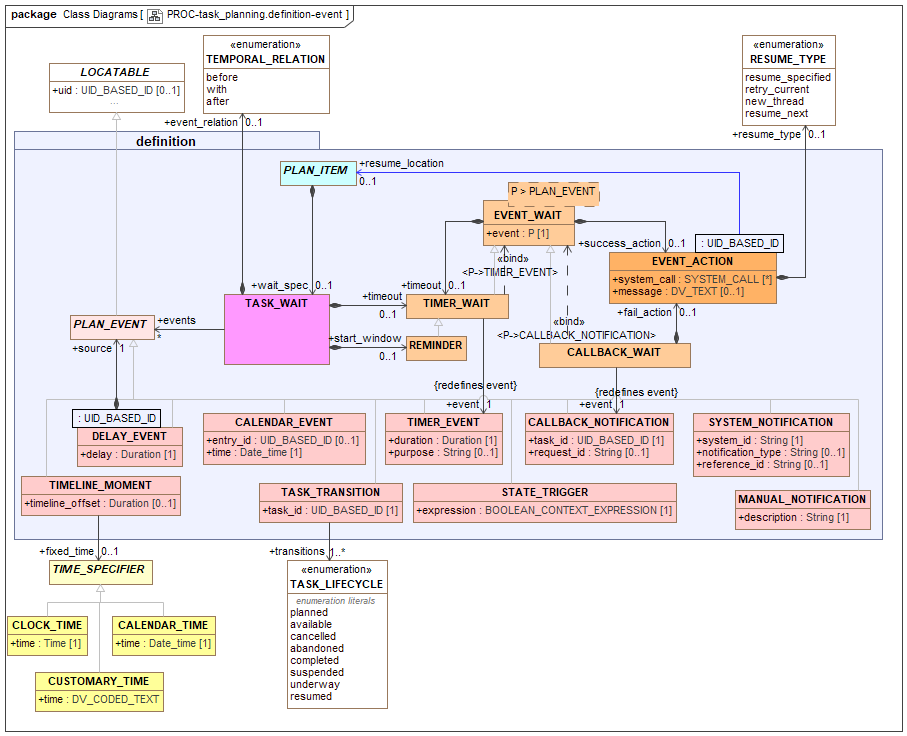 package Class Diagrams [ PROC-task_planning.definition-event ]
«enumeration»
TEMPORAL_RELATION
before
with
after
«enumeration»
RESUME_TYPE
resume_specified
retry_current
new_thread
resume_next
LOCATABLE
+uid : UID_BASED_ID [0..1]
...
+event_relation 0..1
+resume_type 0..1
definition
PLAN_ITEM
+resume_location
0..1
P > PLAN_EVENT
EVENT_WAIT
+event : P [1]
+success_action 0..1
: UID_BASED_ID
EVENT_ACTION
+system_call : SYSTEM_CALL [*]
+message : DV_TEXT [0..1]
«bind»
<P->TIMER_EVENT>
+wait_spec 0..1
+timeout 0..1
TASK_WAIT
+timeout
0..1
TIMER_WAIT
+fail_action 0..1
PLAN_EVENT
+events
*
+source 1
«bind»
<P->CALLBACK_NOTIFICATION>
+start_window
0..1
REMINDER
CALLBACK_WAIT
{redefines event}
+event 1
{redefines event}
+event 1
: UID_BASED_ID
DELAY_EVENT
+delay : Duration [1]
CALENDAR_EVENT
+entry_id : UID_BASED_ID [0..1]
+time : Date_time [1]
TIMER_EVENT
+duration : Duration [1]
+purpose : String [0..1]
CALLBACK_NOTIFICATION
+task_id : UID_BASED_ID [1]
+request_id : String [0..1]
SYSTEM_NOTIFICATION
+system_id : String [1]
+notification_type : String [0..1]
+reference_id : String [0..1]
TIMELINE_MOMENT
+timeline_offset : Duration [0..1]
TASK_TRANSITION
+task_id : UID_BASED_ID [1]
STATE_TRIGGER
+expression : BOOLEAN_CONTEXT_EXPRESSION [1]
MANUAL_NOTIFICATION
+description : String [1]
+fixed_time 0..1
+transitions 1..*
TIME_SPECIFIER
«enumeration»
TASK_LIFECYCLE
enumeration literals
planned
available
cancelled
abandoned
completed
suspended
underway
resumed
CLOCK_TIME
+time : Time [1]
CALENDAR_TIME
+time : Date_time [1]
CUSTOMARY_TIME
+time : DV_CODED_TEXT